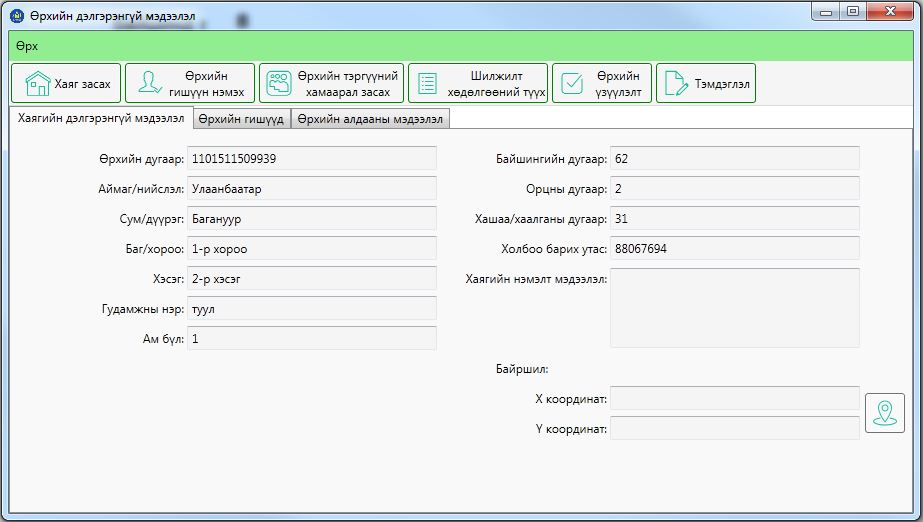 Өрхийн дэлгэрэнгүй мэдээлэл
Өрх
Хаяг засах
Өрхийн
гишүүн нэмэх
Өрхийн тэргүүний
хамаарал засах
Шилжилт
хөдөлгөөний түүх
Өрхийн
үзүүлэлт
Тэмдэглэл
Хаягийн дэлгэрэнгүй мэдээлэл
Өрхийн гишүүд
Өрхийн алдааны мэдээлэл
Өрхийн дугаар: 1101511509939
Аймаг/нийслэл: Улаанбаатар
Сум/дүүрэг: Багануур
Баг/хороо: 1-р хороо
Хэсэг: 2-р хэсэг
Гудамжны нэр: туул
Ам бүл: 1
Байшингийн дугаар: 62
Орцны дугаар: 2
Хашаа/хаалганы дугаар: 31
Холбоо барих утас: 88067694
Хаягийн нэмэлт мэдээлэл:
Байршил:
X координат:
Y координат: